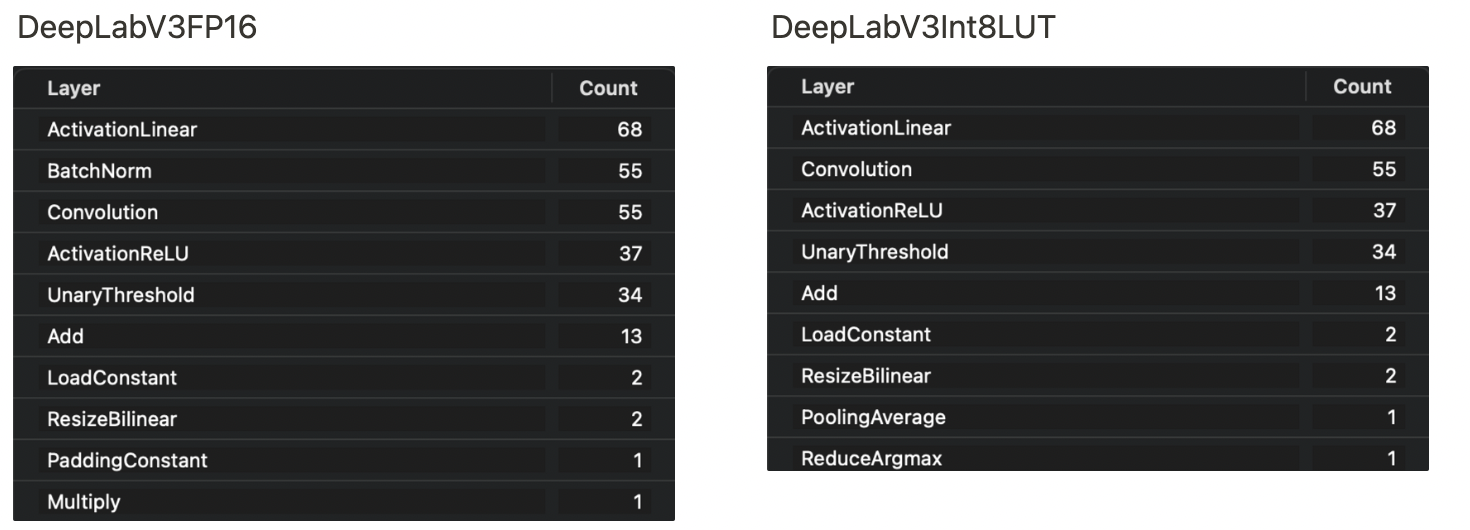 DeepLabV3FP16
Layer Count
ActivationLinear 68
BatchNorm 55
Convolution 55
ActivationReLU 37
UnaryThreshold 34
Add 13
LoadConstant 2
ResizeBilinear 2
PaddingConstant 1
Multiply 1
DeepLabV3Int8LUT
Layer Count
ActivationLinear 68
Convolution 55
ActivationReLU 37
UnaryThreshold 34
Add 13
LoadConstant 2
ResizeBilinear 2
PoolingAverage 1
ReduceArgmax 1